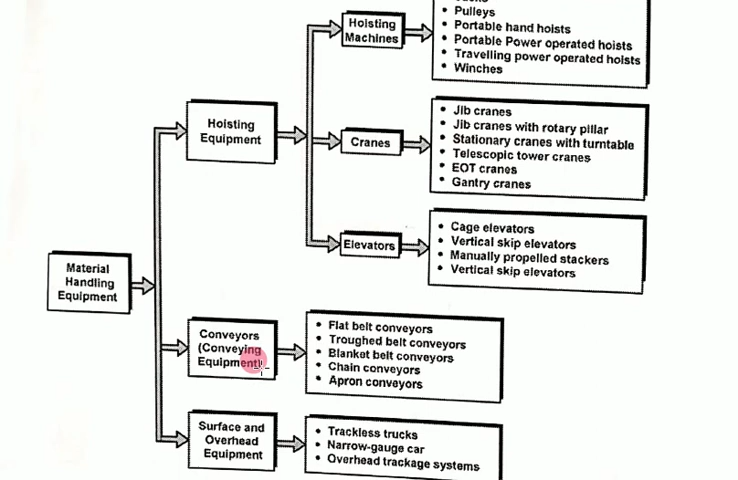 Hoisting
Machines
Pulleys
Portable hand hoists
Portable Power operated hoists
Travelling power operated hoists
Winches
Hoisting
Equipment
Cranes
Jib cranes
Jib cranes with rotary pillar
Stationary cranes with turntable
Telescopic tower cranes
EOT cranes
Gantry cranes
Elevators
Cage elevators
Vertical skip elevators
Manually propelled stackers
Vertical skip elevators
Material
Handling
Equipment
Conveyors
(Conveying
Equipment)
Flat belt conveyors
Troughed belt conveyors
Blanket belt conveyors
Chain conveyors
Apron conveyors
Surface and
Overhead
Equipment
Trackless trucks
Narrow-gauge car
Overhead trackage systems